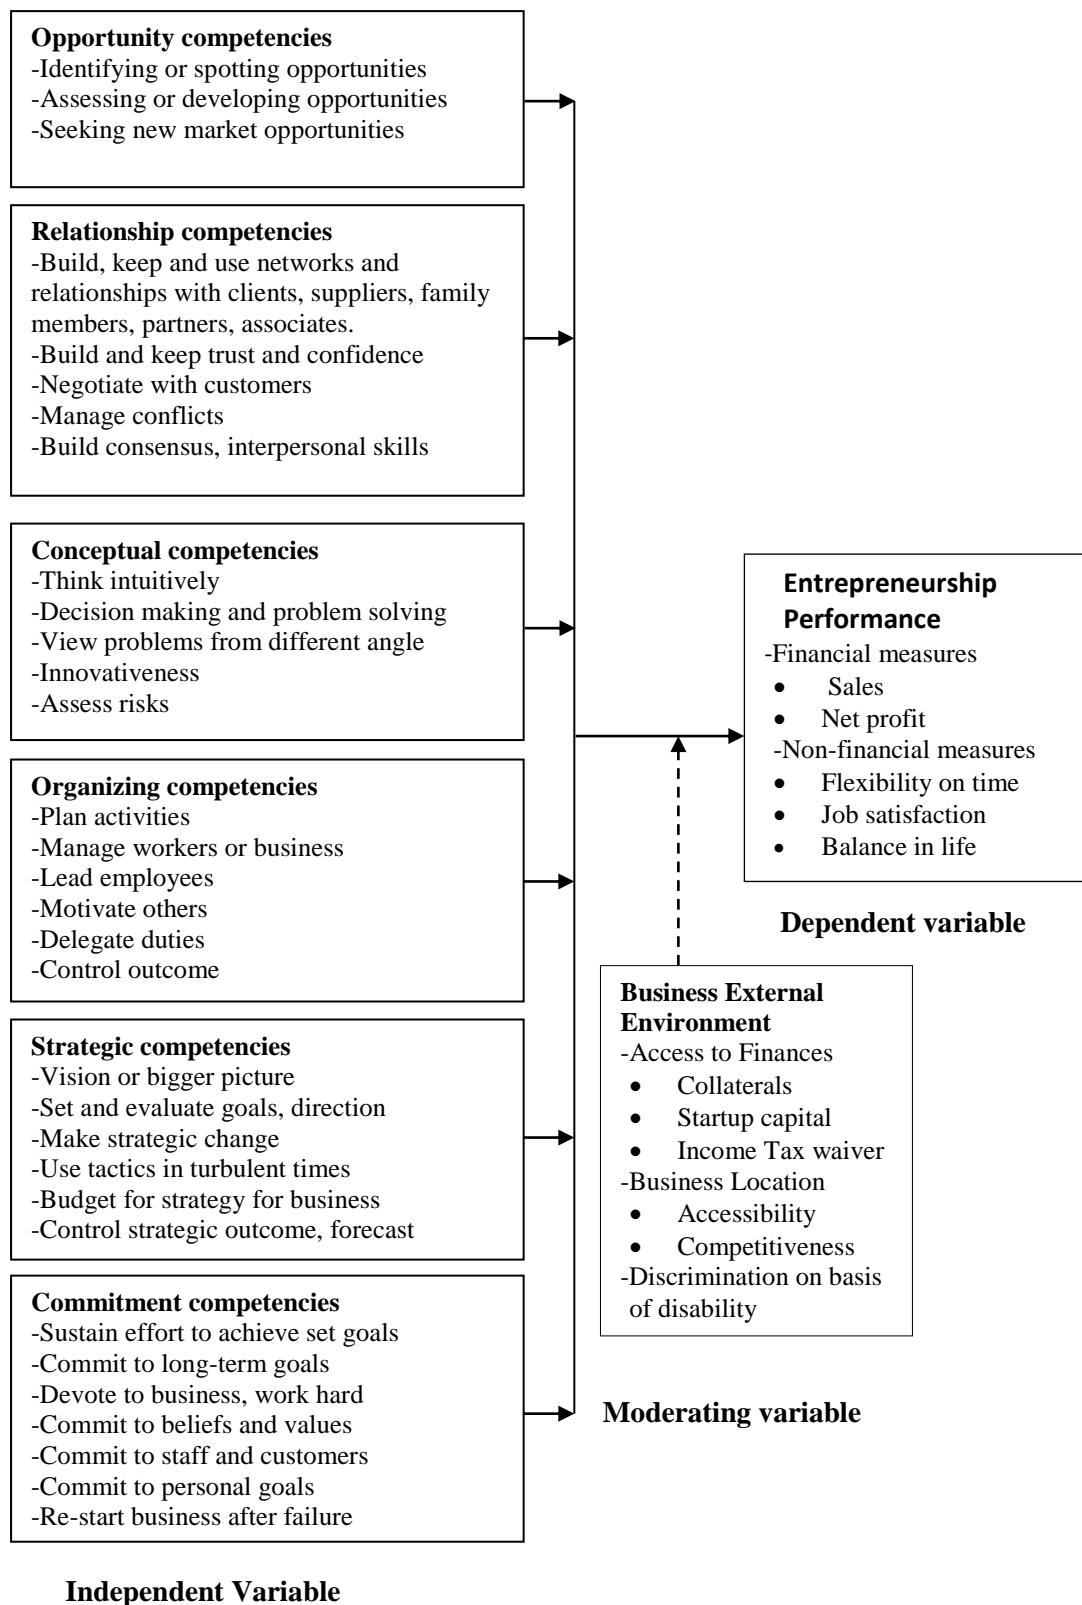 Opportunity competencies
-Identifying or spotting opportunities
-Assessing or developing opportunities
-Seeking new market opportunities
Relationship competencies
-Build, keep and use networks and
relationships with clients, suppliers, family
members, partners, associates.
-Build and keep trust and confidence
-Negotiate with customers
-Manage conflicts
-Build consensus, interpersonal skills
Conceptual competencies
-Think intuitively
-Decision making and problem solving
-View problems from different angle
-Innovativeness
-Assess risks
Organizing competencies
-Plan activities
-Manage workers or business
-Lead employees
-Motivate others
-Delegate duties
-Control outcome
Strategic competencies
-Vision or bigger picture
-Set and evaluate goals, direction
-Make strategic change
-Use tactics in turbulent times
-Budget for strategy for business
-Control strategic outcome, forecast
Commitment competencies
-Sustain effort to achieve set goals
-Commit to long-term goals
-Devote to business, work hard
-Commit to beliefs and values
-Commit to staff and customers
-Commit to personal goals
-Re-start business after failure
Independent Variable
Entrepreneurship
Performance
-Financial measures
• Sales
• Net profit
-Non-financial measures
• Flexibility on time
• Job satisfaction
• Balance in life
Dependent variable
Business External
Environment
-Access to Finances
• Collaterals
• Startup capital
• Income Tax waiver
-Business Location
• Accessibility
• Competitiveness
-Discrimination on basis
of disability
Moderating variable